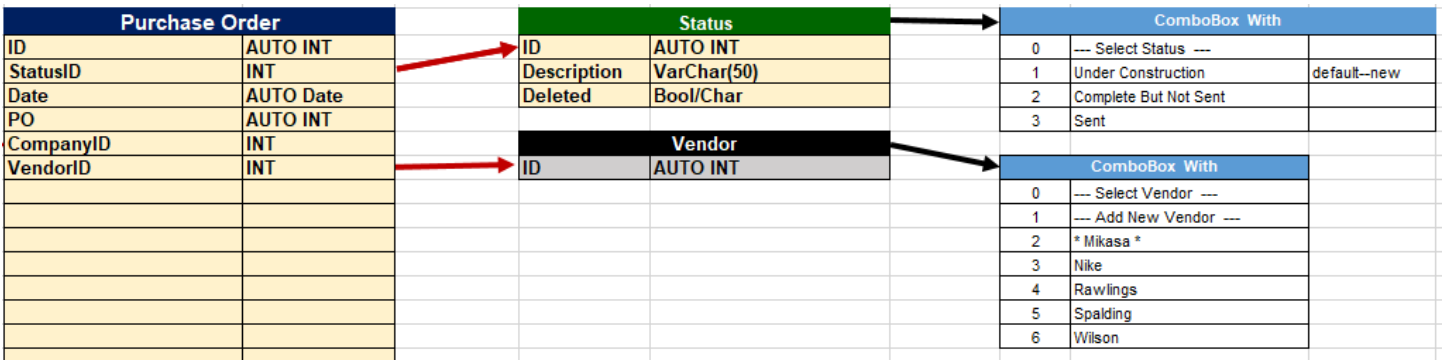 Purchase Order
ID AUTO INT
StatusID INT
Date AUTO Date
PO AUTO INT
CompanyID INT
VendorID INT
Status
ID AUTO INT
Description VarChar(50)
Deleted Bool/Char
Vendor
ID AUTO INT
ComboBox With
0 --- Select Status ---
1 Under Construction default--new
2 Complete But Not Sent
3 Sent
ComboBox With
0 --- Select Vendor ---
1 --- Add New Vendor ---
2 * Mikasa *
3 Nike
4 Rawlings
5 Spalding
6 Wilson